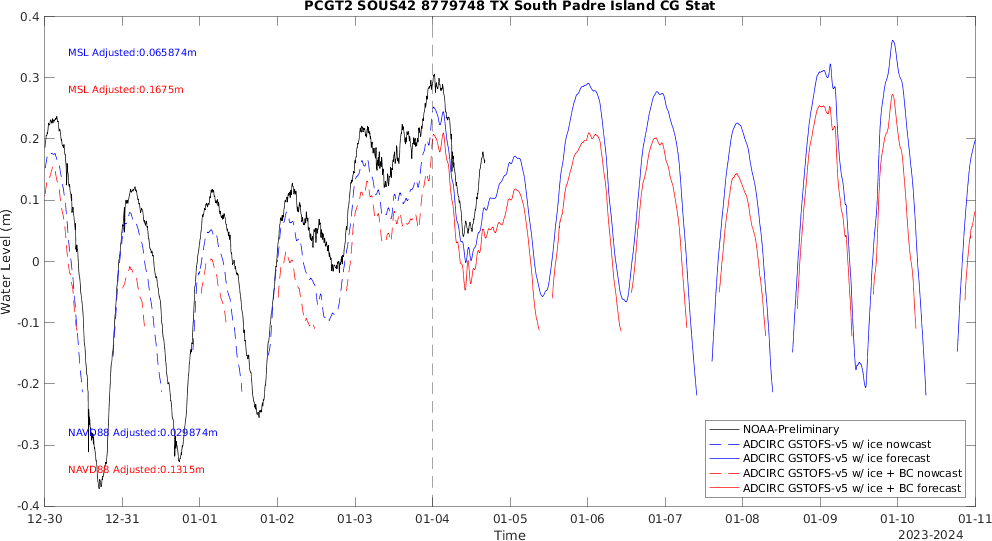 PCGT2 SOUS42 8779748 TX South Padre Island CG Stat
0.4
0.3
0.2
0.1
0
-0.1
-0.2
-0.3
-0.4
Water Level (m)
MSL Adjusted:0.065874m
MSL Adjusted:0.1675m
NAVD88 Adjusted:0.029874m
NAVD88 Adjusted:0.1315m
NOAA-Preliminary
ADCIRC GSTOFS-v5 w/ ice nowcast
ADCIRC GSTOFS-v5 w/ ice forecast
ADCIRC GSTOFS-v5 w/ ice + BC nowcast
ADCIRC GSTOFS-v5 w/ ice + BC forecast
12-30 12-31 01-01 01-02 01-03 01-04 01-05 01-06 01-07 01-08 01-09 01-10 01-11
Time
2023-2024